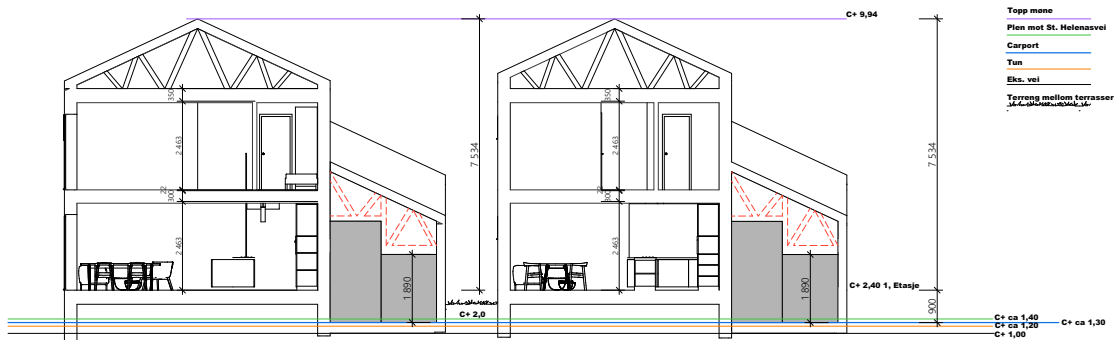 C+ 9,94
Topp møne
Plen mot St. Helenasvei
Carport
Tun
Eks. vei
Terreng mellom terrasser
350
350
2 463
2 463
7 534
7 534
22
300
22
300
2 463
2 463
1 890
1 890
C+ 2,40 1, Etasje
900
C+ 2,0
C+ ca 1,40
C+ ca 1,30
C+ ca 1,20
C+ 1,00